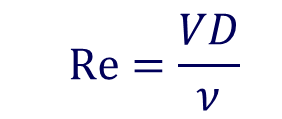 Re = VD / ν